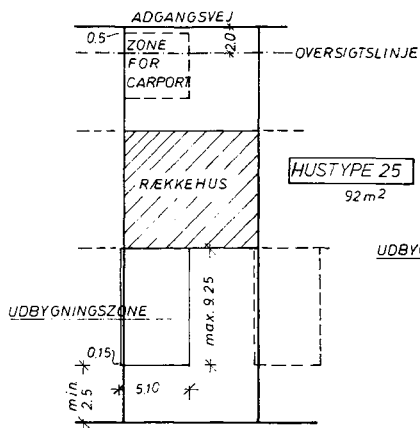 ADGANGSVEJ
0.5
ZONE
FOR
CARPORT
2.0
OVERSIGTSLINJE
RÆKKEHUS
HUSTYPE 25
92 m²
UDBYGNINGSZONE
max. 9.25
0.15
5.10
min
2.5